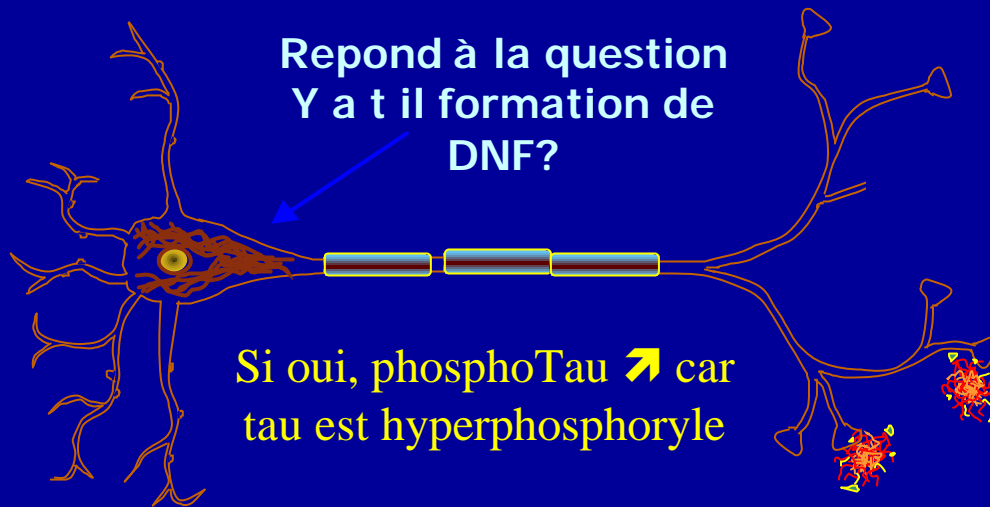 Repond à la question
Y a t il formation de
DNF?
Si oui, phosphoTau ↗ car
tau est hyperphosphoryle